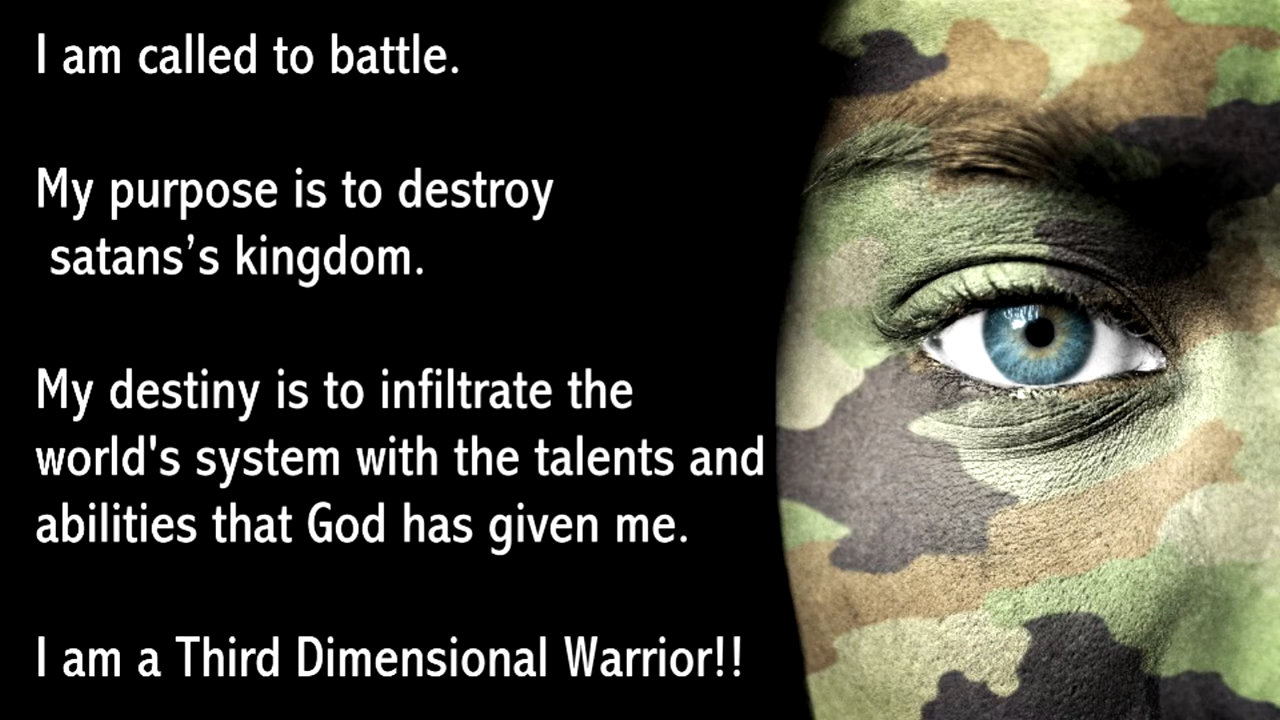 I am called to battle.
My purpose is to destroy
satans’s kingdom.
My destiny is to infiltrate the
world's system with the talents and
abilities that God has given me.
I am a Third Dimensional Warrior!!